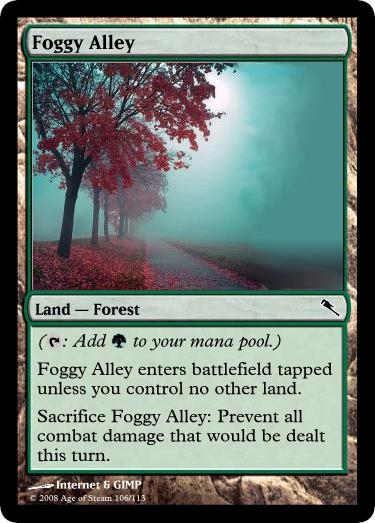 Foggy Alley
Land — Forest
(: Add to your mana pool.)
Foggy Alley enters battlefield tapped
unless you control no other land.
Sacrifice Foggy Alley: Prevent all
combat damage that would be dealt
this turn.
Internet & GIMP
© 2008 Age of Steam 106/113